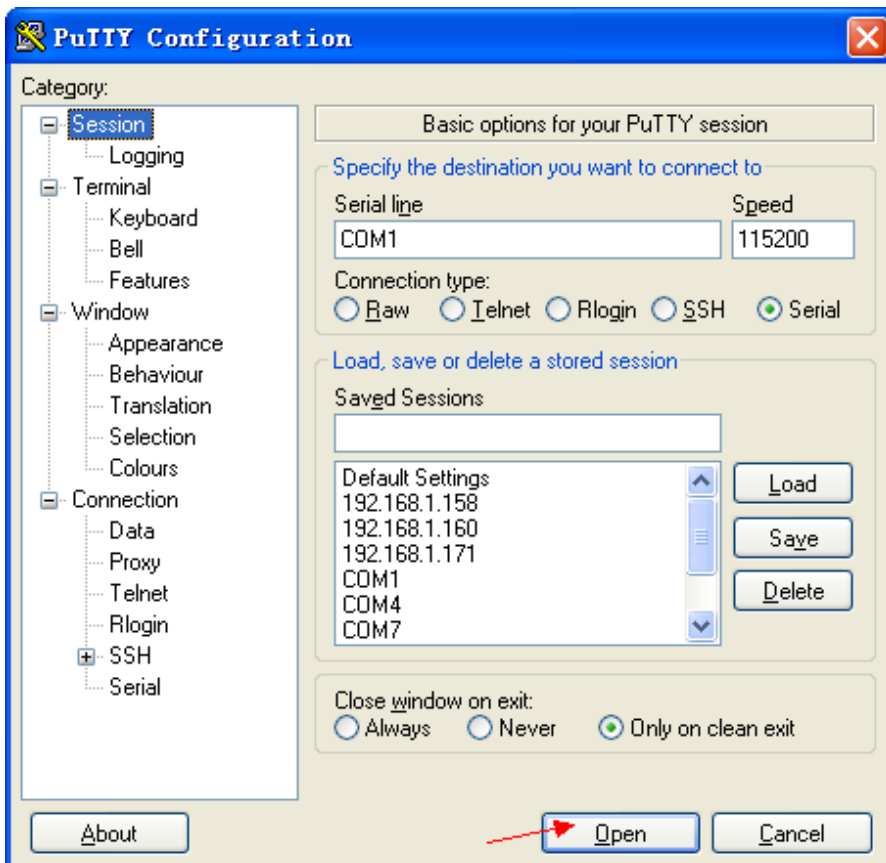 PuTTY Configuration
Category:
Session
Logging
Terminal
Keyboard
Bell
Features
Window
Appearance
Behaviour
Translation
Selection
Colours
Connection
Data
Proxy
Telnet
Rlogin
SSH
Serial
Basic options for your PuTTY session
Specify the destination you want to connect to
Serial line Speed
COM1 115200
Connection type:
Raw Telnet Rlogin SSH Serial
Load, save or delete a stored session
Saved Sessions
Default Settings
192.168.1.158
192.168.1.160
192.168.1.171
COM1
COM4
COM7
Load
Save
Delete
Close window on exit:
Always Never Only on clean exit
About Open Cancel